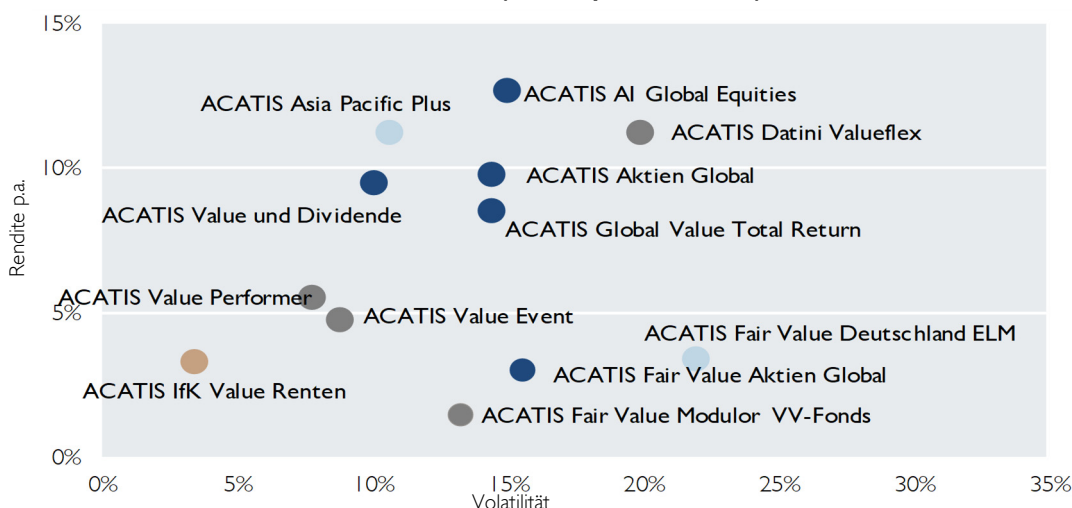 15%
ACATIS AI Global Equities
ACATIS Asia Pacific Plus
ACATIS Datini Valueflex
10%
ACATIS Aktien Global
ACATIS Value und Dividende
ACATIS Global Value Total Return
Rendite p.a.
ACATIS Value Performer
5%
ACATIS Value Event
ACATIS Fair Value Deutschland ELM
ACATIS Fair Value Aktien Global
ACATIS IfK Value Renten
ACATIS Fair Value Modulor VV-Fonds
0%
0% 5% 10% 15% 20% 25% 30% 35%
Volatilität